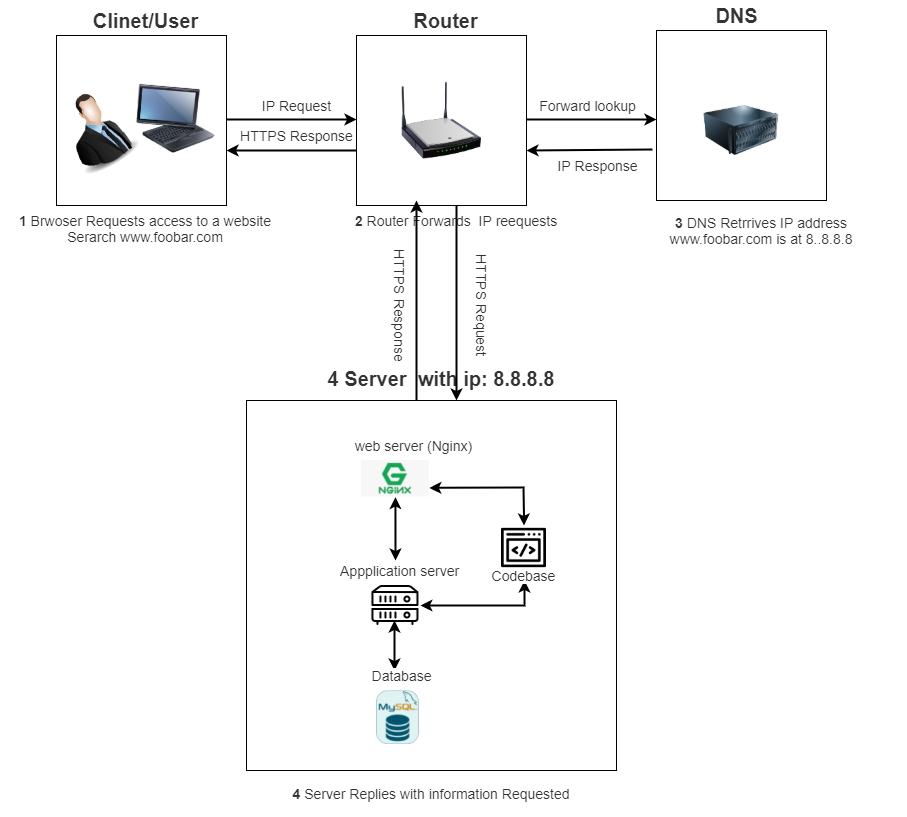 Clinet/User
Router
DNS
IP Request
HTTPS Response
Forward lookup
IP Response
1 Brwoser Requests access to a website
Serarch www.foobar.com
2 Router Forwards IP reequests
3 DNS Retrrives IP address
www.foobar.com is at 8..8.8.8
HTTPS Response
HTTPS Request
4 Server with ip: 8.8.8.8
web server (Nginx)
NGINX
Appplication server
Codebase
Database
MySQL
4 Server Replies with information Requested